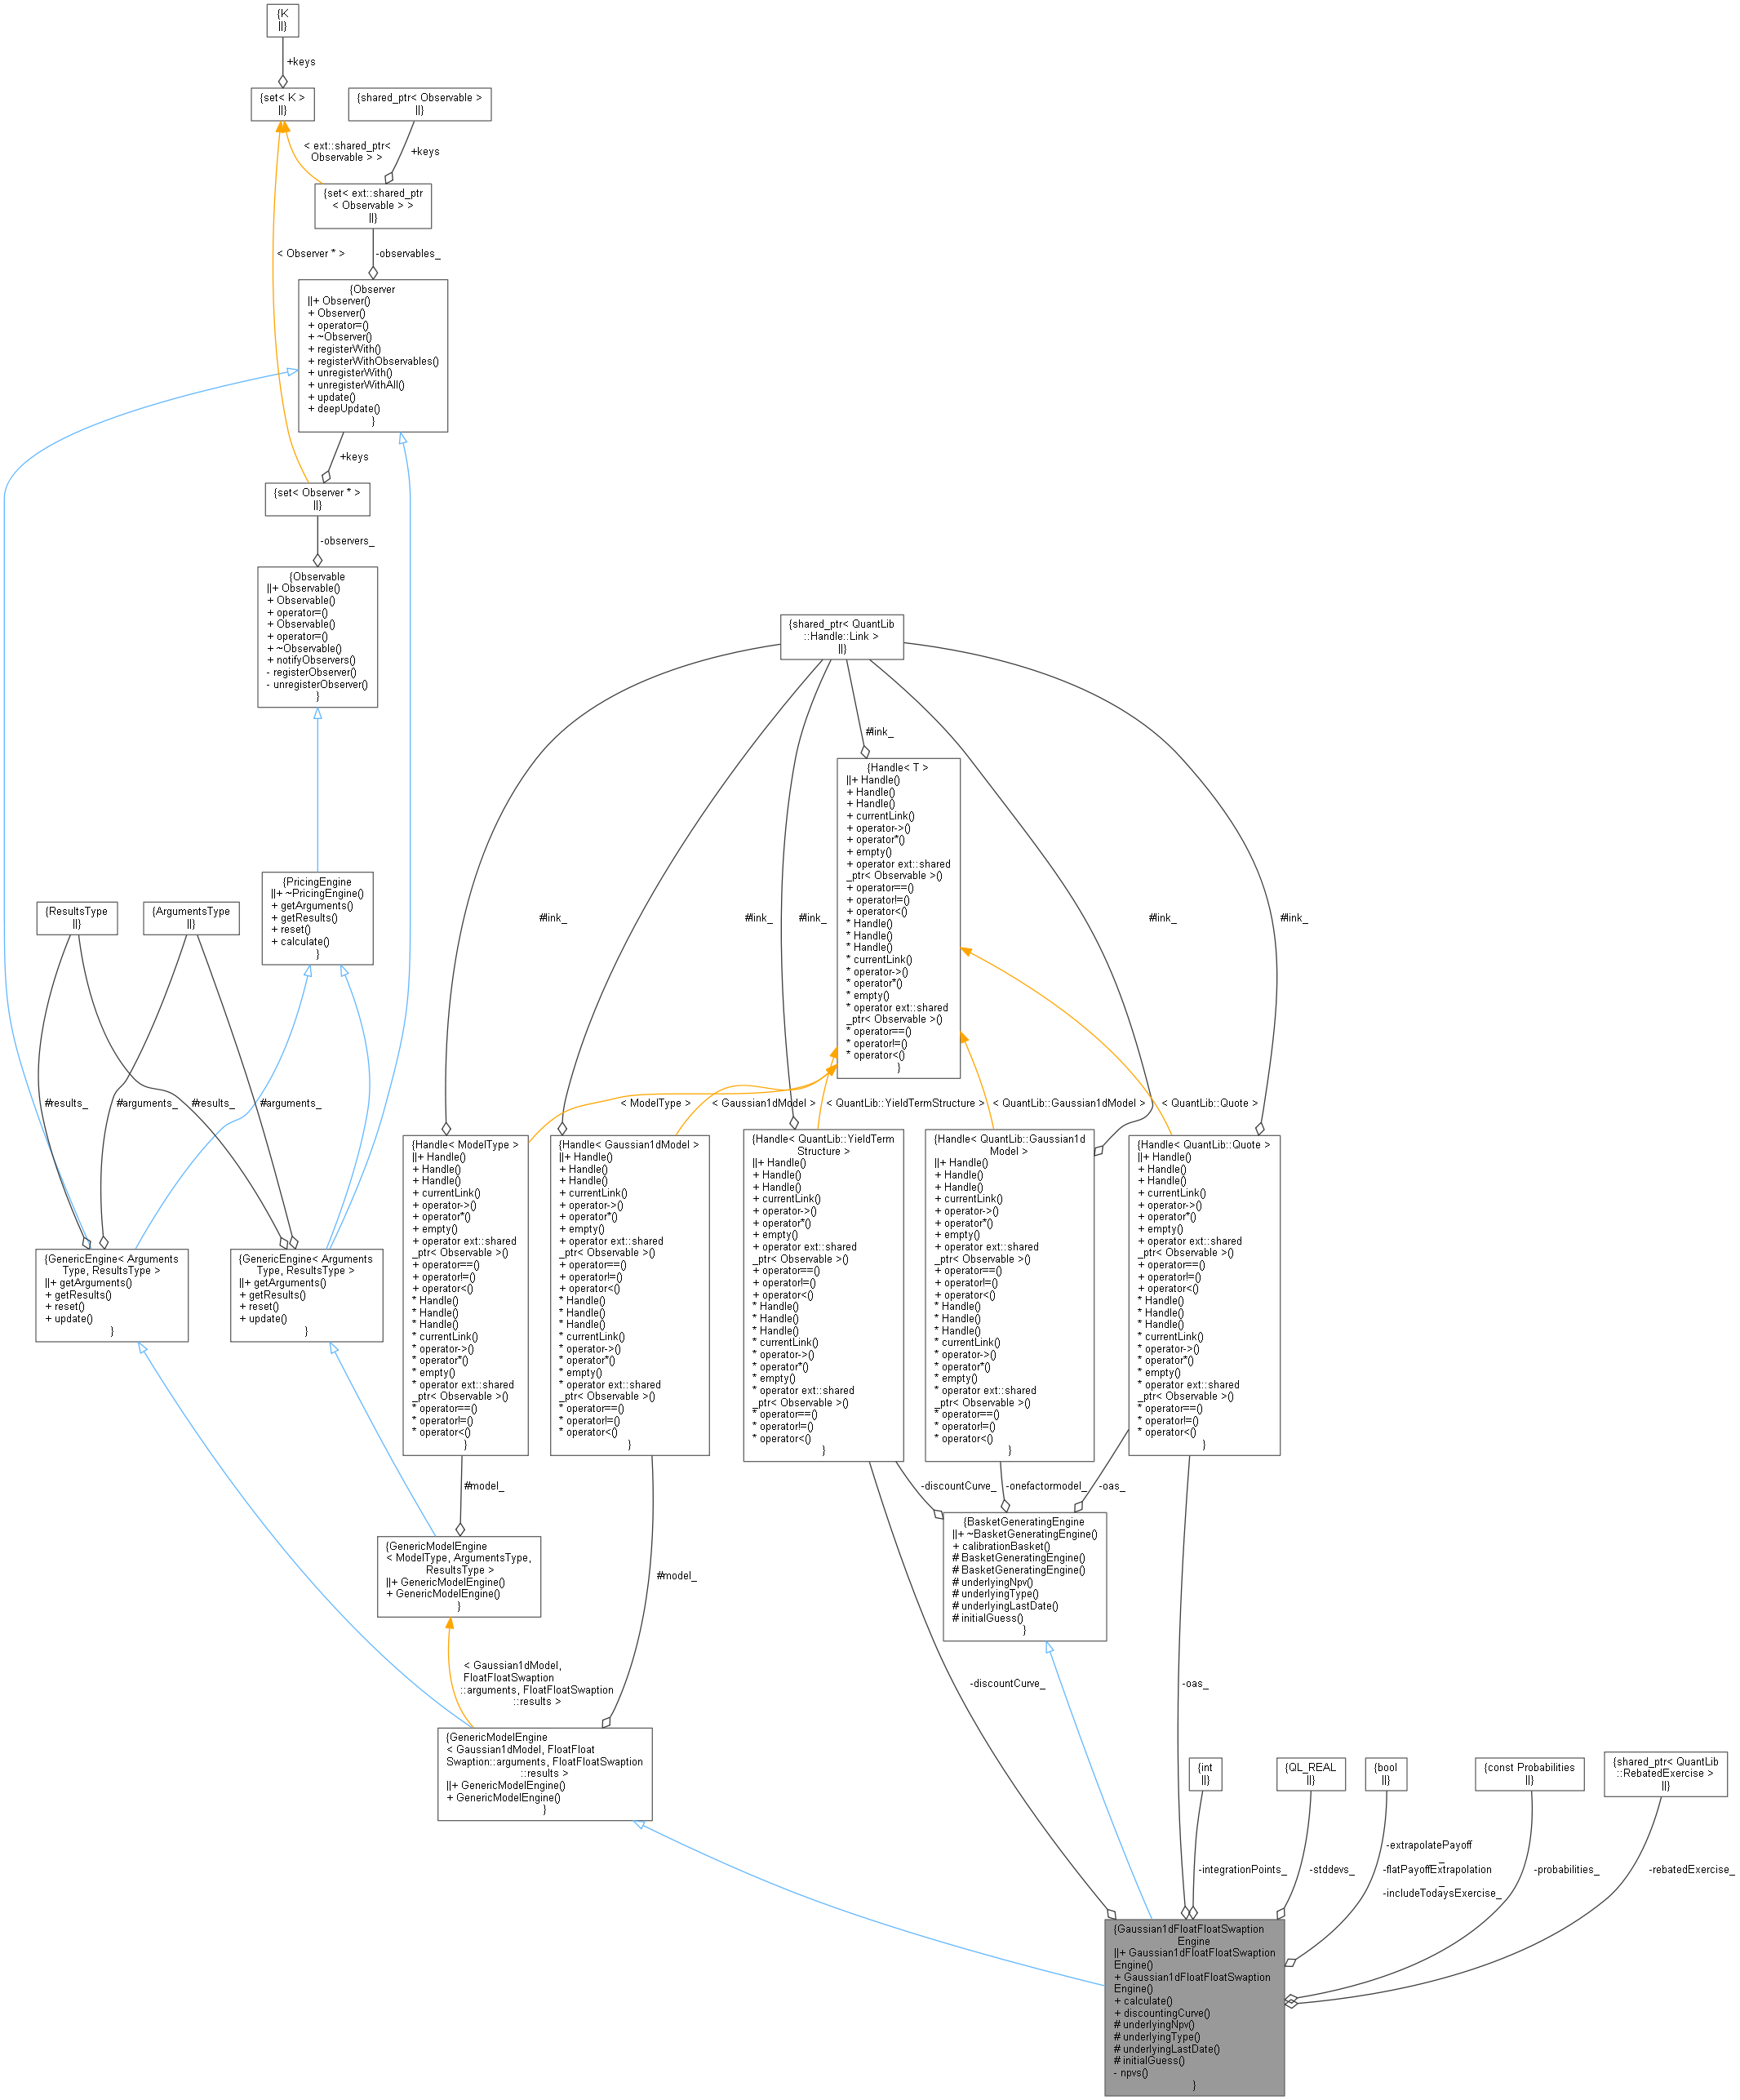 {K
||}
+keys
{set< K >
||}
{shared_ptr< Observable >
||}
< ext::shared_ptr<
Observable > >
+keys
{set< ext::shared_ptr
< Observable > >
||}
< Observer * >
-observables_
{Observer
||+ Observer()
+ Observer()
+ operator=()
+ ~Observer()
+ registerWith()
+ registerWithObservables()
+ unregisterWith()
+ unregisterWithAll()
+ update()
+ deepUpdate()
}
+keys
{set< Observer * >
||}
-observers_
{Observable
||+ Observable()
+ Observable()
+ operator=()
+ Observable()
+ operator=()
+ ~Observable()
+ notifyObservers()
- registerObserver()
- unregisterObserver()
}
{shared_ptr< QuantLib
::Handle::Link >
||}
#link_
{Handle< T >
||+ Handle()
+ Handle()
+ Handle()
+ currentLink()
+ operator->()
+ operator*()
+ empty()
+ operator ext::shared
_ptr< Observable >()
+ operator==()
+ operator!=()
+ operator<()
* Handle()
* Handle()
* Handle()
* currentLink()
* operator->()
* operator*()
* empty()
* operator ext::shared
_ptr< Observable >()
* operator==()
* operator!=()
* operator<()
}
{PricingEngine
||+ ~PricingEngine()
+ getArguments()
+ getResults()
+ reset()
+ calculate()
}
{ResultsType
||}
{ArgumentsType
||}
#link_
#link_
#link_
#link_
#link_
#results_
#arguments_
#results_
#arguments_
< ModelType >
< Gaussian1dModel >
< QuantLib::YieldTermStructure >
< QuantLib::Gaussian1dModel >
< QuantLib::Quote >
{GenericEngine< Arguments
Type, ResultsType >
||+ getArguments()
+ getResults()
+ reset()
+ update()
}
{GenericEngine< Arguments
Type, ResultsType >
||+ getArguments()
+ getResults()
+ reset()
+ update()
}
{Handle< ModelType >
||+ Handle()
+ Handle()
+ Handle()
+ currentLink()
+ operator->()
+ operator*()
+ empty()
+ operator ext::shared
_ptr< Observable >()
+ operator==()
+ operator!=()
+ operator<()
* Handle()
* Handle()
* Handle()
* currentLink()
* operator->()
* operator*()
* empty()
* operator ext::shared
_ptr< Observable >()
* operator==()
* operator!=()
* operator<()
}
{Handle< Gaussian1dModel >
||+ Handle()
+ Handle()
+ Handle()
+ currentLink()
+ operator->()
+ operator*()
+ empty()
+ operator ext::shared
_ptr< Observable >()
+ operator==()
+ operator!=()
+ operator<()
* Handle()
* Handle()
* Handle()
* currentLink()
* operator->()
* operator*()
* empty()
* operator ext::shared
_ptr< Observable >()
* operator==()
* operator!=()
* operator<()
}
{Handle< QuantLib::YieldTerm
Structure >
||+ Handle()
+ Handle()
+ Handle()
+ currentLink()
+ operator->()
+ operator*()
+ empty()
+ operator ext::shared
_ptr< Observable >()
+ operator==()
+ operator!=()
+ operator<()
* Handle()
* Handle()
* Handle()
* currentLink()
* operator->()
* operator*()
* empty()
* operator ext::shared
_ptr< Observable >()
* operator==()
* operator!=()
* operator<()
}
{Handle< QuantLib::Gaussian1d
Model >
||+ Handle()
+ Handle()
+ Handle()
+ currentLink()
+ operator->()
+ operator*()
+ empty()
+ operator ext::shared
_ptr< Observable >()
+ operator==()
+ operator!=()
+ operator<()
* Handle()
* Handle()
* Handle()
* currentLink()
* operator->()
* operator*()
* empty()
* operator ext::shared
_ptr< Observable >()
* operator==()
* operator!=()
* operator<()
}
{Handle< QuantLib::Quote >
||+ Handle()
+ Handle()
+ Handle()
+ currentLink()
+ operator->()
+ operator*()
+ empty()
+ operator ext::shared
_ptr< Observable >()
+ operator==()
+ operator!=()
+ operator<()
* Handle()
* Handle()
* Handle()
* currentLink()
* operator->()
* operator*()
* empty()
* operator ext::shared
_ptr< Observable >()
* operator==()
* operator!=()
* operator<()
}
#model_
-discountCurve_
-onefactormodel_
-oas_
{GenericModelEngine
< ModelType, ArgumentsType,
ResultsType >
||+ GenericModelEngine()
+ GenericModelEngine()
}
#model_
{BasketGeneratingEngine
||+ ~BasketGeneratingEngine()
+ calibrationBasket()
# BasketGeneratingEngine()
# BasketGeneratingEngine()
# underlyingNpv()
# underlyingType()
# underlyingLastDate()
# initialGuess()
}
< Gaussian1dModel,
FloatFloatSwaption
::arguments, FloatFloatSwaption
::results >
-discountCurve_
-oas_
{GenericModelEngine
< Gaussian1dModel, FloatFloat
Swaption::arguments, FloatFloatSwaption
::results >
||+ GenericModelEngine()
+ GenericModelEngine()
}
{int
||}
{QL_REAL
||}
{bool
||}
{const Probabilities
||}
{shared_ptr< QuantLib
::RebatedExercise >
||}
-integrationPoints_
-stddevs_
-extrapolatePayoff
_
-flatPayoffExtrapolation
_
-includeTodaysExercise_
-probabilities_
-rebatedExercise_
{Gaussian1dFloatFloatSwaption
Engine
||+ Gaussian1dFloatFloatSwaption
Engine()
+ Gaussian1dFloatFloatSwaption
Engine()
+ calculate()
+ discountingCurve()
# underlyingNpv()
# underlyingType()
# underlyingLastDate()
# initialGuess()
- npvs()
}